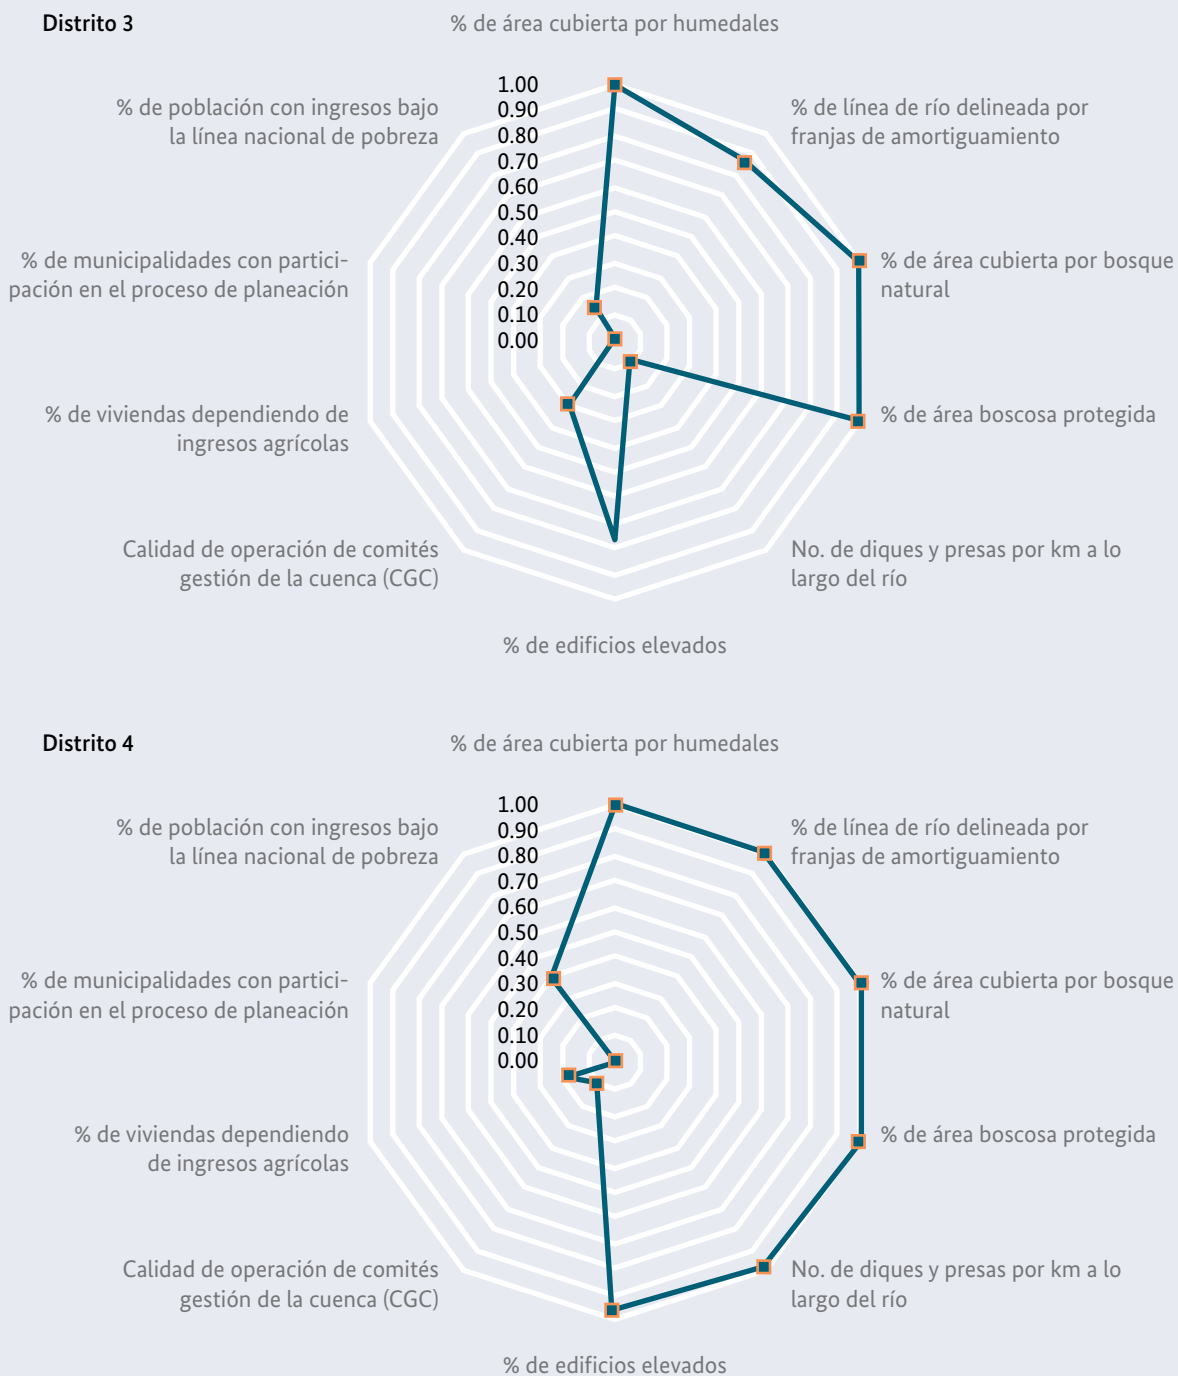 Distrito 3
% de área cubierta por humedales
% de población con ingresos bajo
la línea nacional de pobreza
% de línea de río delineada por
franjas de amortiguamiento
1.00
0.90
0.80
0.70
0.60
0.50
0.40
0.30
0.20
0.10
0.00
% de municipalidades con partici-
pación en el proceso de planeación
% de área cubierta por bosque
natural
% de viviendas dependiendo de
ingresos agrícolas
% de área boscosa protegida
Calidad de operación de comités
gestión de la cuenca (CGC)
No. de diques y presas por km a lo
largo del río
% de edificios elevados
Distrito 4
% de área cubierta por humedales
% de población con ingresos bajo
la línea nacional de pobreza
% de línea de río delineada por
franjas de amortiguamiento
1.00
0.90
0.80
0.70
0.60
0.50
0.40
0.30
0.20
0.10
0.00
% de municipalidades con partici-
pación en el proceso de planeación
% de área cubierta por bosque
natural
% de viviendas dependiendo
de ingresos agrícolas
% de área boscosa protegida
Calidad de operación de comités
gestión de la cuenca (CGC)
No. de diques y presas por km a lo
largo del río
% de edificios elevados